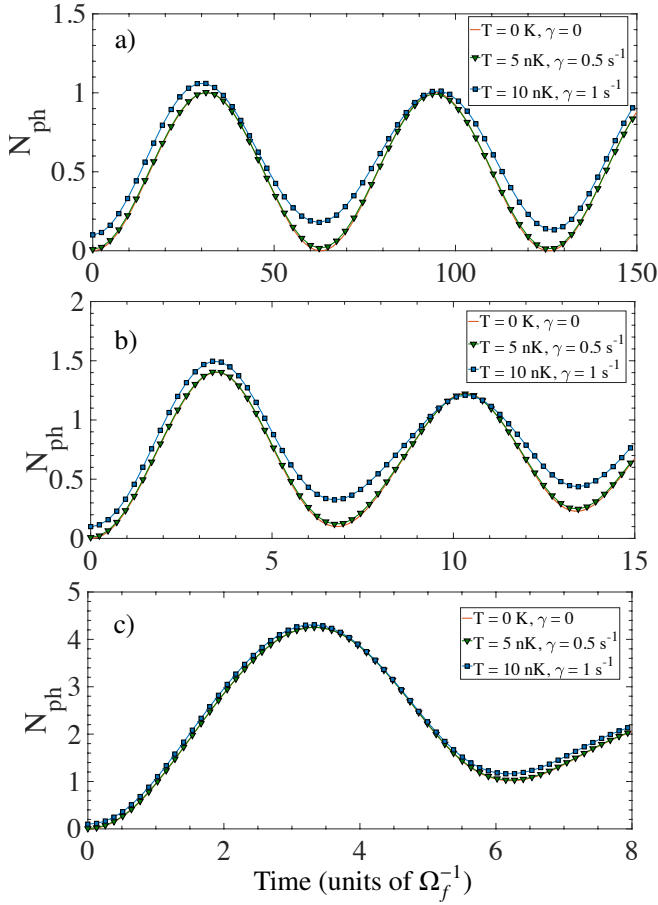 1.5
a)
T = 0 K, γ = 0
T = 5 nK, γ = 0.5 s⁻¹
T = 10 nK, γ = 1 s⁻¹
1
N_ph
0.5
0
0 50 100 150
2
b)
T = 0 K, γ = 0
T = 5 nK, γ = 0.5 s⁻¹
T = 10 nK, γ = 1 s⁻¹
1.5
N_ph
1
0.5
0
0 5 10 15
5
c)
T = 0 K, γ = 0
T = 5 nK, γ = 0.5 s⁻¹
T = 10 nK, γ = 1 s⁻¹
4
3
N_ph
2
1
0
0 2 4 6 8
Time (units of Ω_f⁻¹)